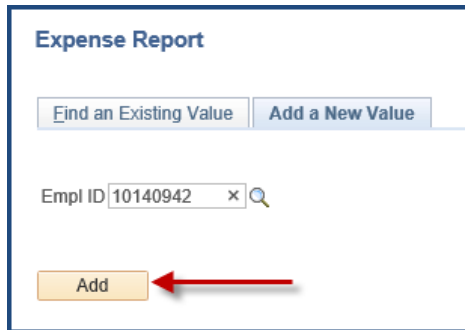 Expense Report
Find an Existing Value Add a New Value
Empl ID 10140942
Add